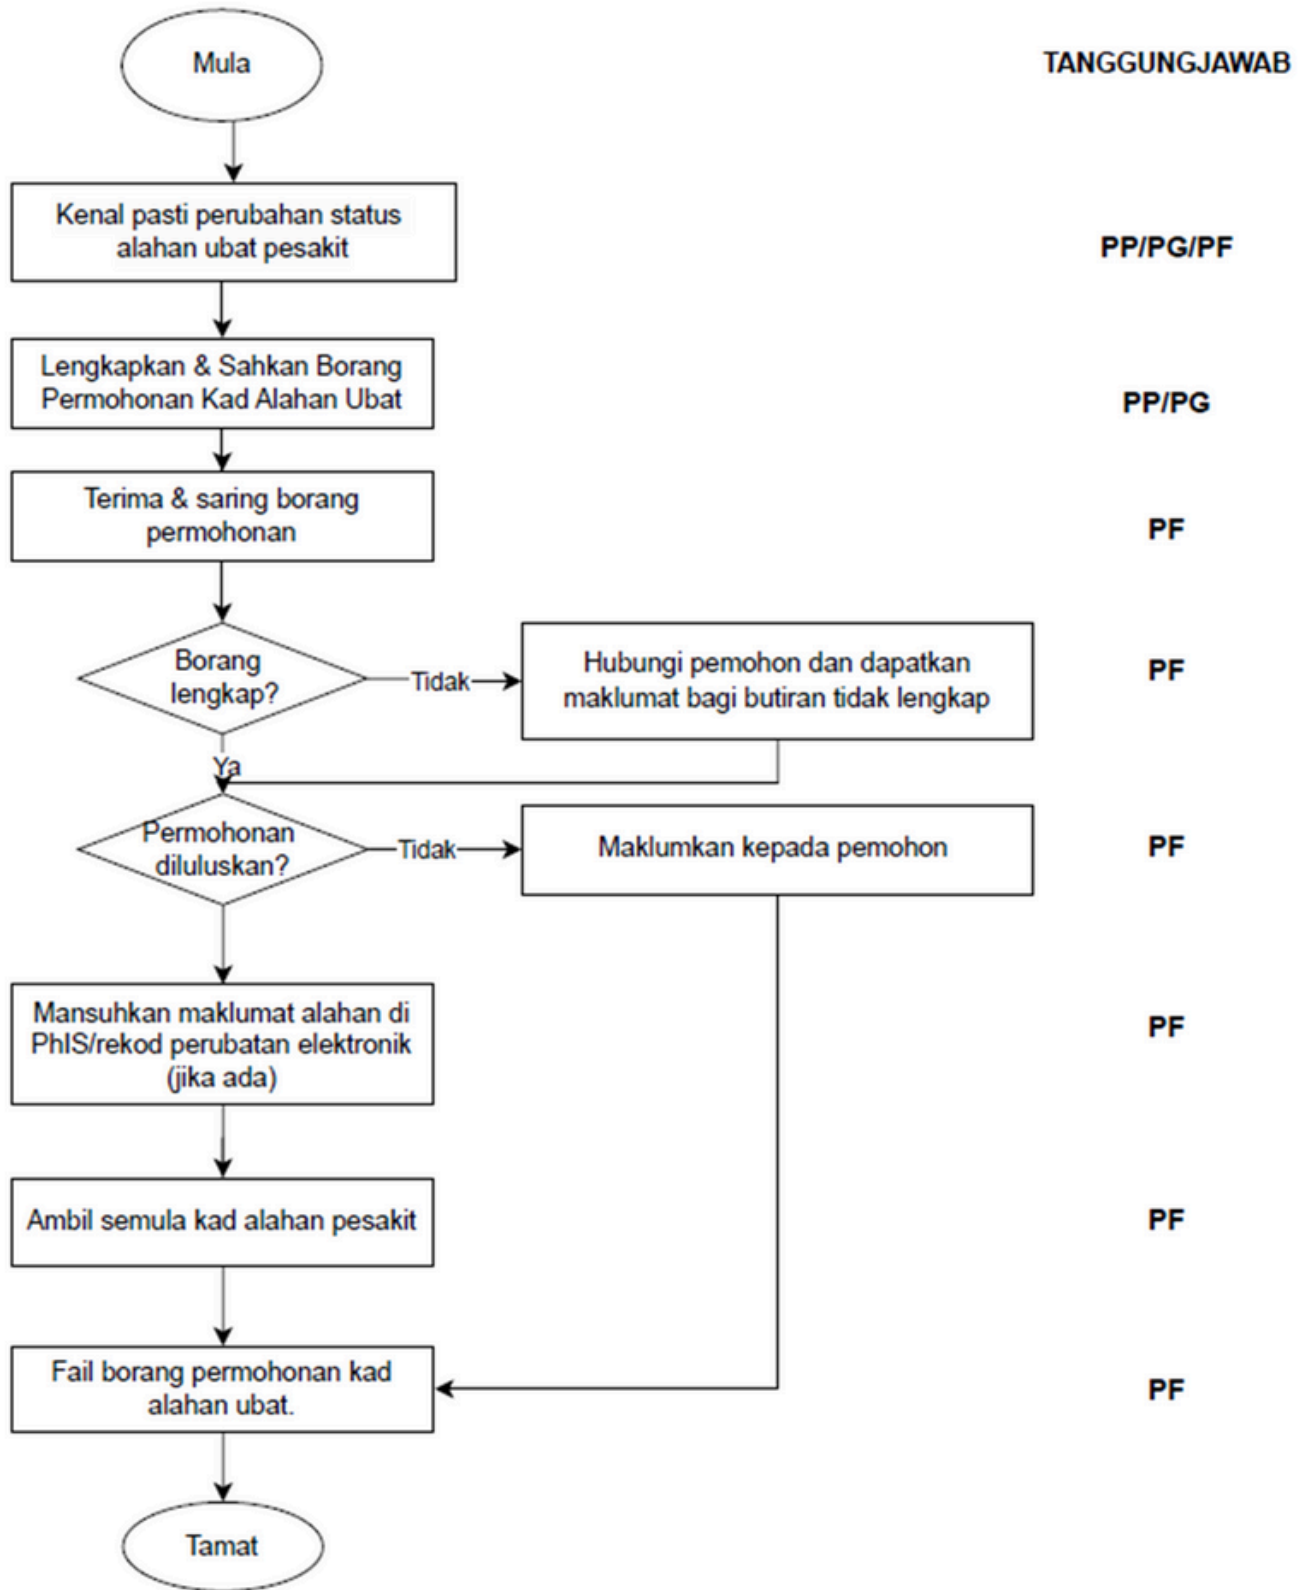 Mula
TANGGUNGJAWAB
Kenal pasti perubahan status
alahan ubat pesakit
PP/PG/PF
Lengkapkan & Sahkan Borang
Permohonan Kad Alahan Ubat
PP/PG
Terima & saring borang
permohonan
PF
Borang
lengkap?
Tidak
Hubungi pemohon dan dapatkan
maklumat bagi butiran tidak lengkap
PF
Ya
Permohonan
diluluskan?
Tidak
Maklumkan kepada pemohon
PF
Mansuhkan maklumat alahan di
PhIS/rekod perubatan elektronik
(jika ada)
PF
Ambil semula kad alahan pesakit
PF
Fail borang permohonan kad
alahan ubat.
PF
Tamat